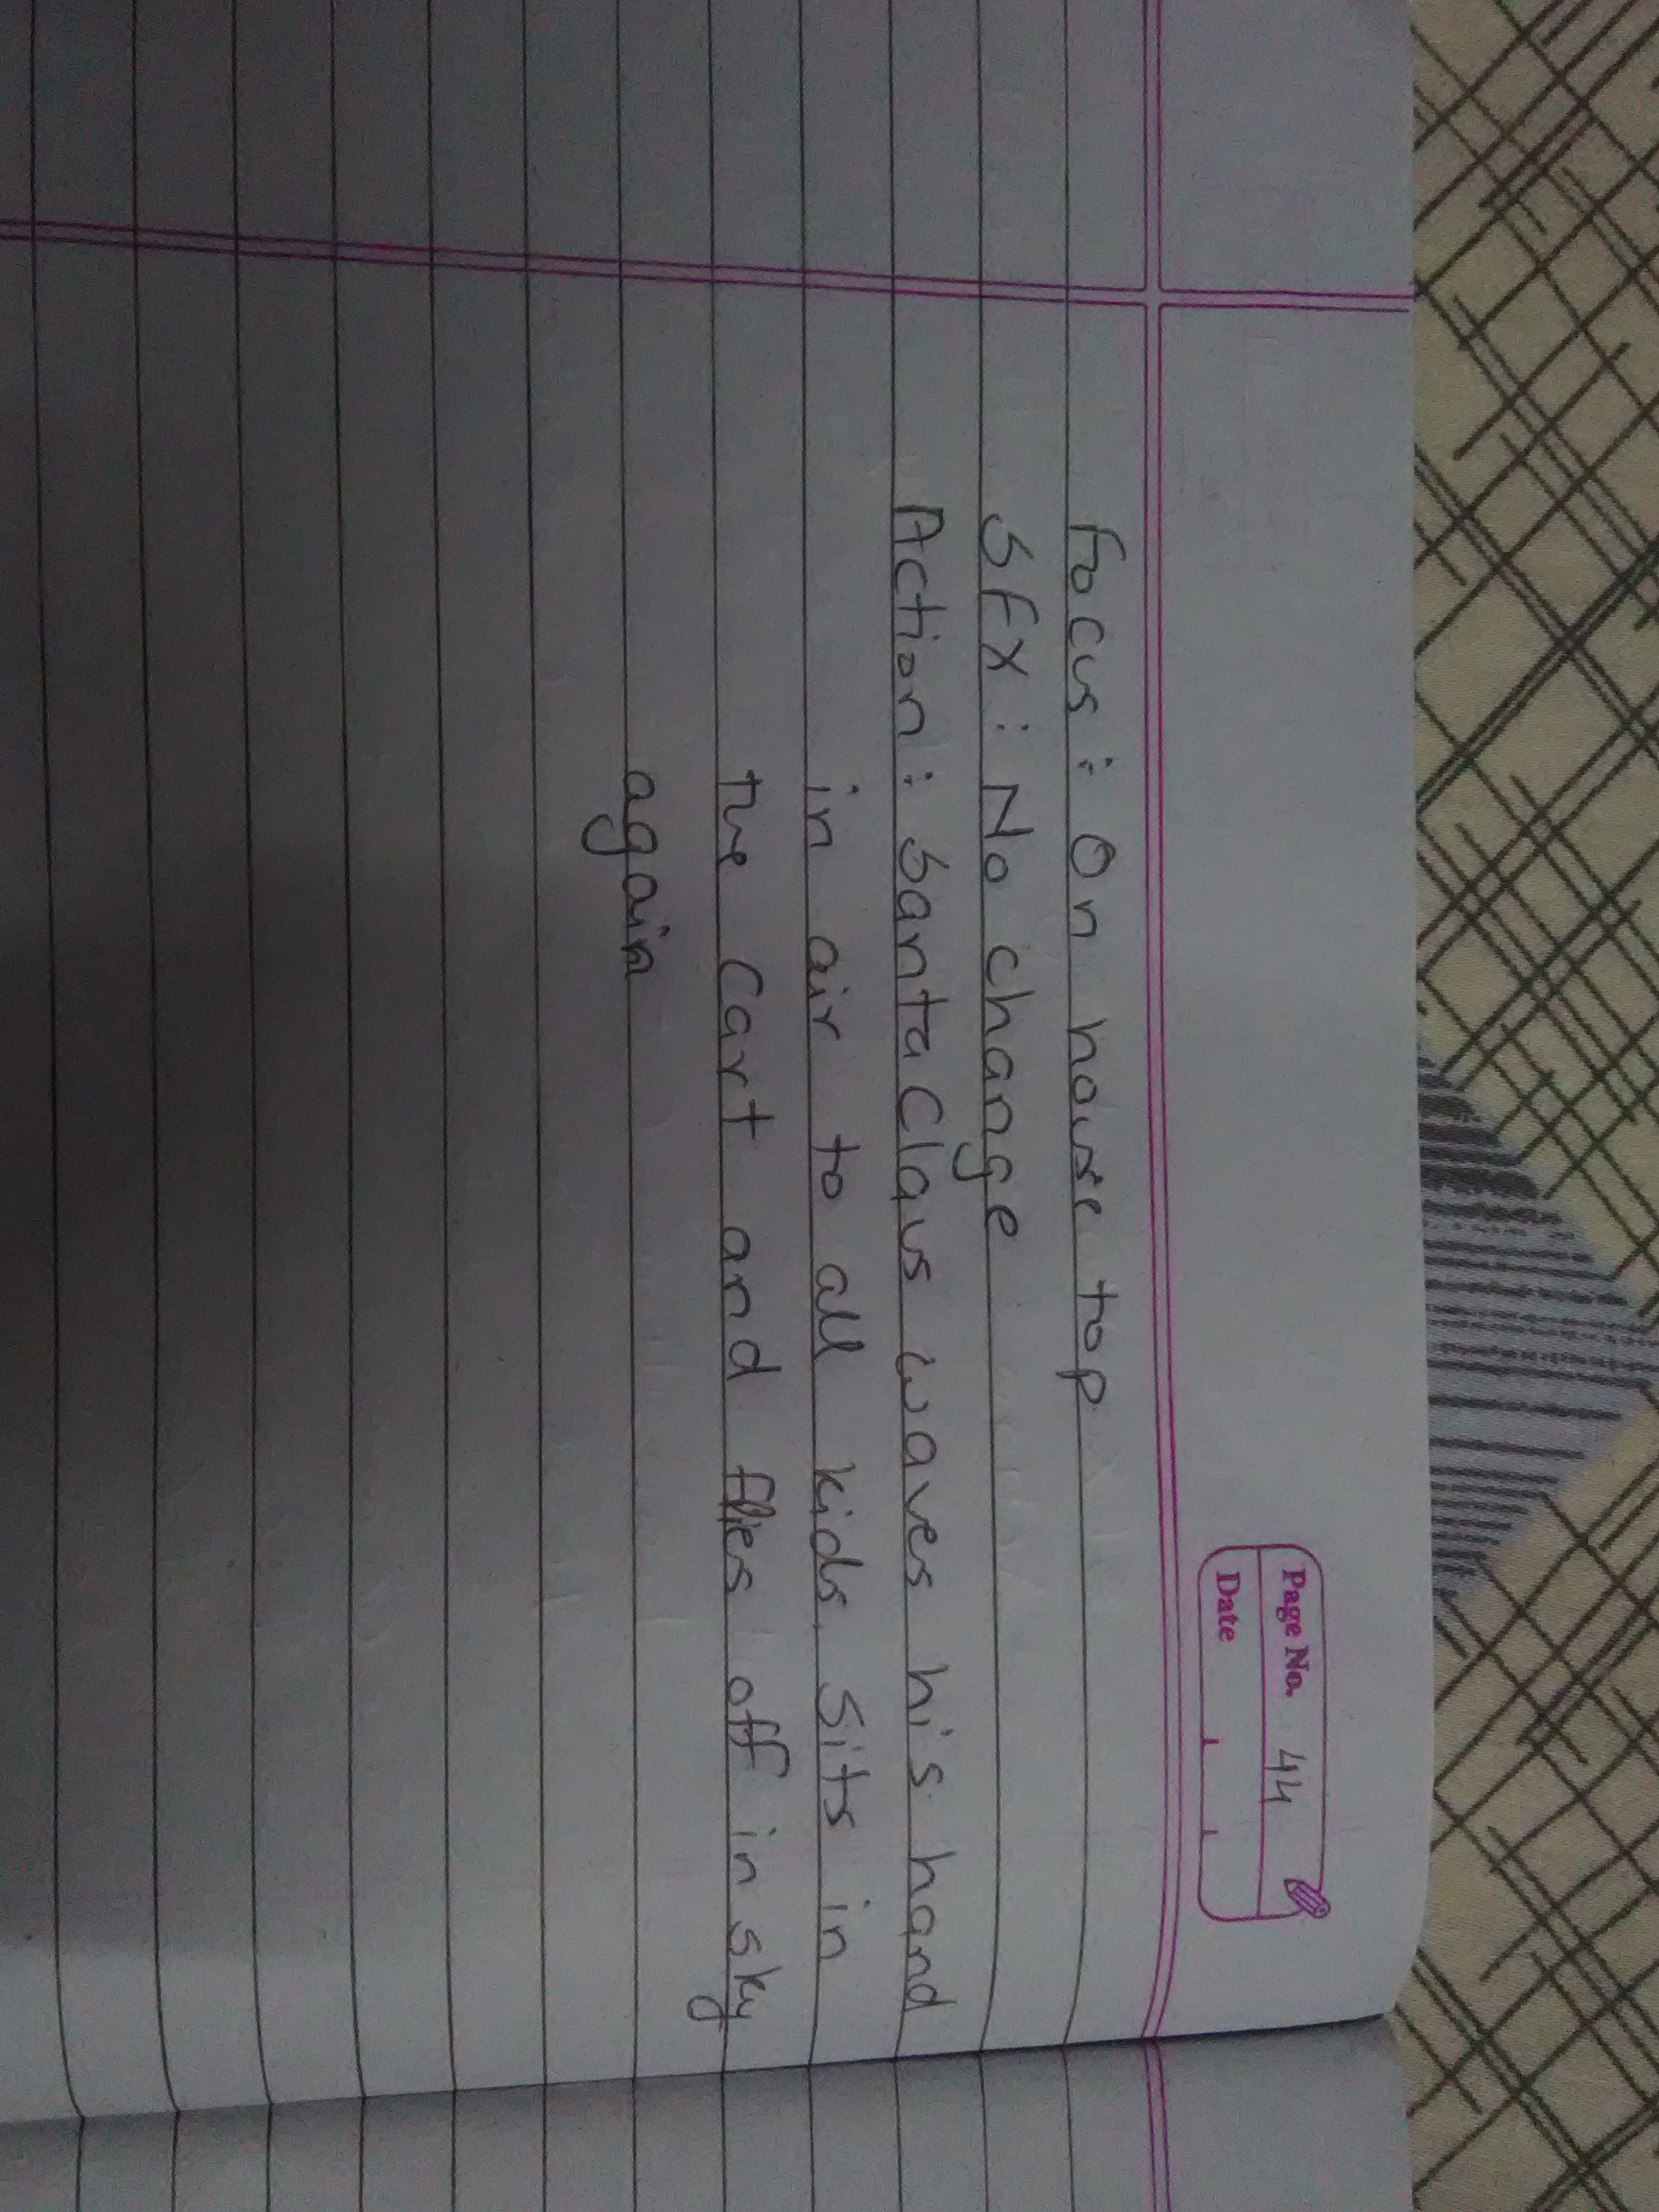 Page No. 44
Date
Focus : On house top
SFX : No change
Action : Santa Claus waves his hand
in air to all kids, sits in
the Cart and flies off in sky
again